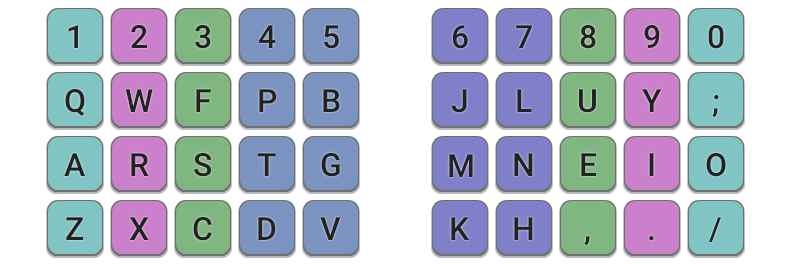 1 2 3 4 5 6 7 8 9 0
Q W F P B J L U Y ;
A R S T G M N E I O
Z X C D V K H , . /